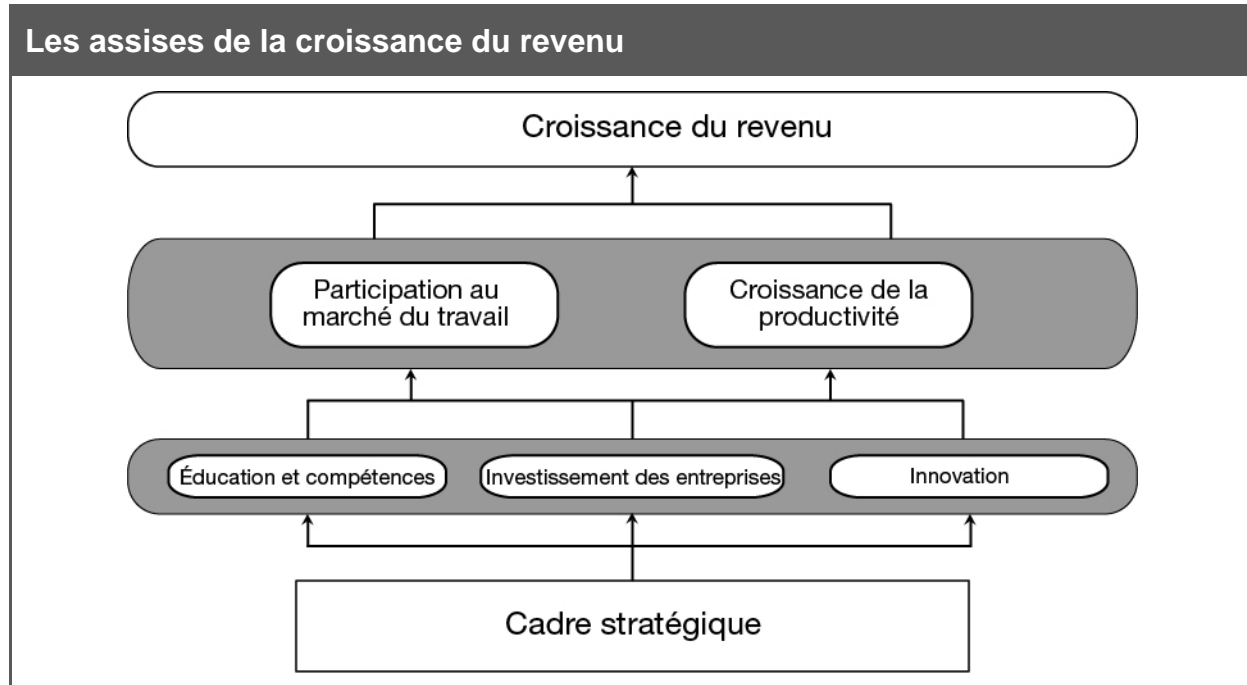 Les assises de la croissance du revenu
Croissance du revenu
Participation au
marché du travail
Croissance de la
productivité
Éducation et compétences
Investissement des entreprises
Innovation
Cadre stratégique